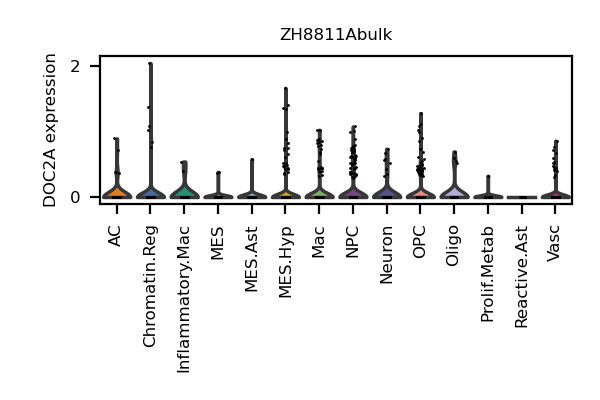 ZH8811Abulk
DOC2A expression
2
0
AC
Chromatin.Reg
Inflammatory.Mac
MES
MES.Ast
MES.Hyp
Mac
NPC
Neuron
OPC
Oligo
Prolif.Metab
Reactive.Ast
Vasc